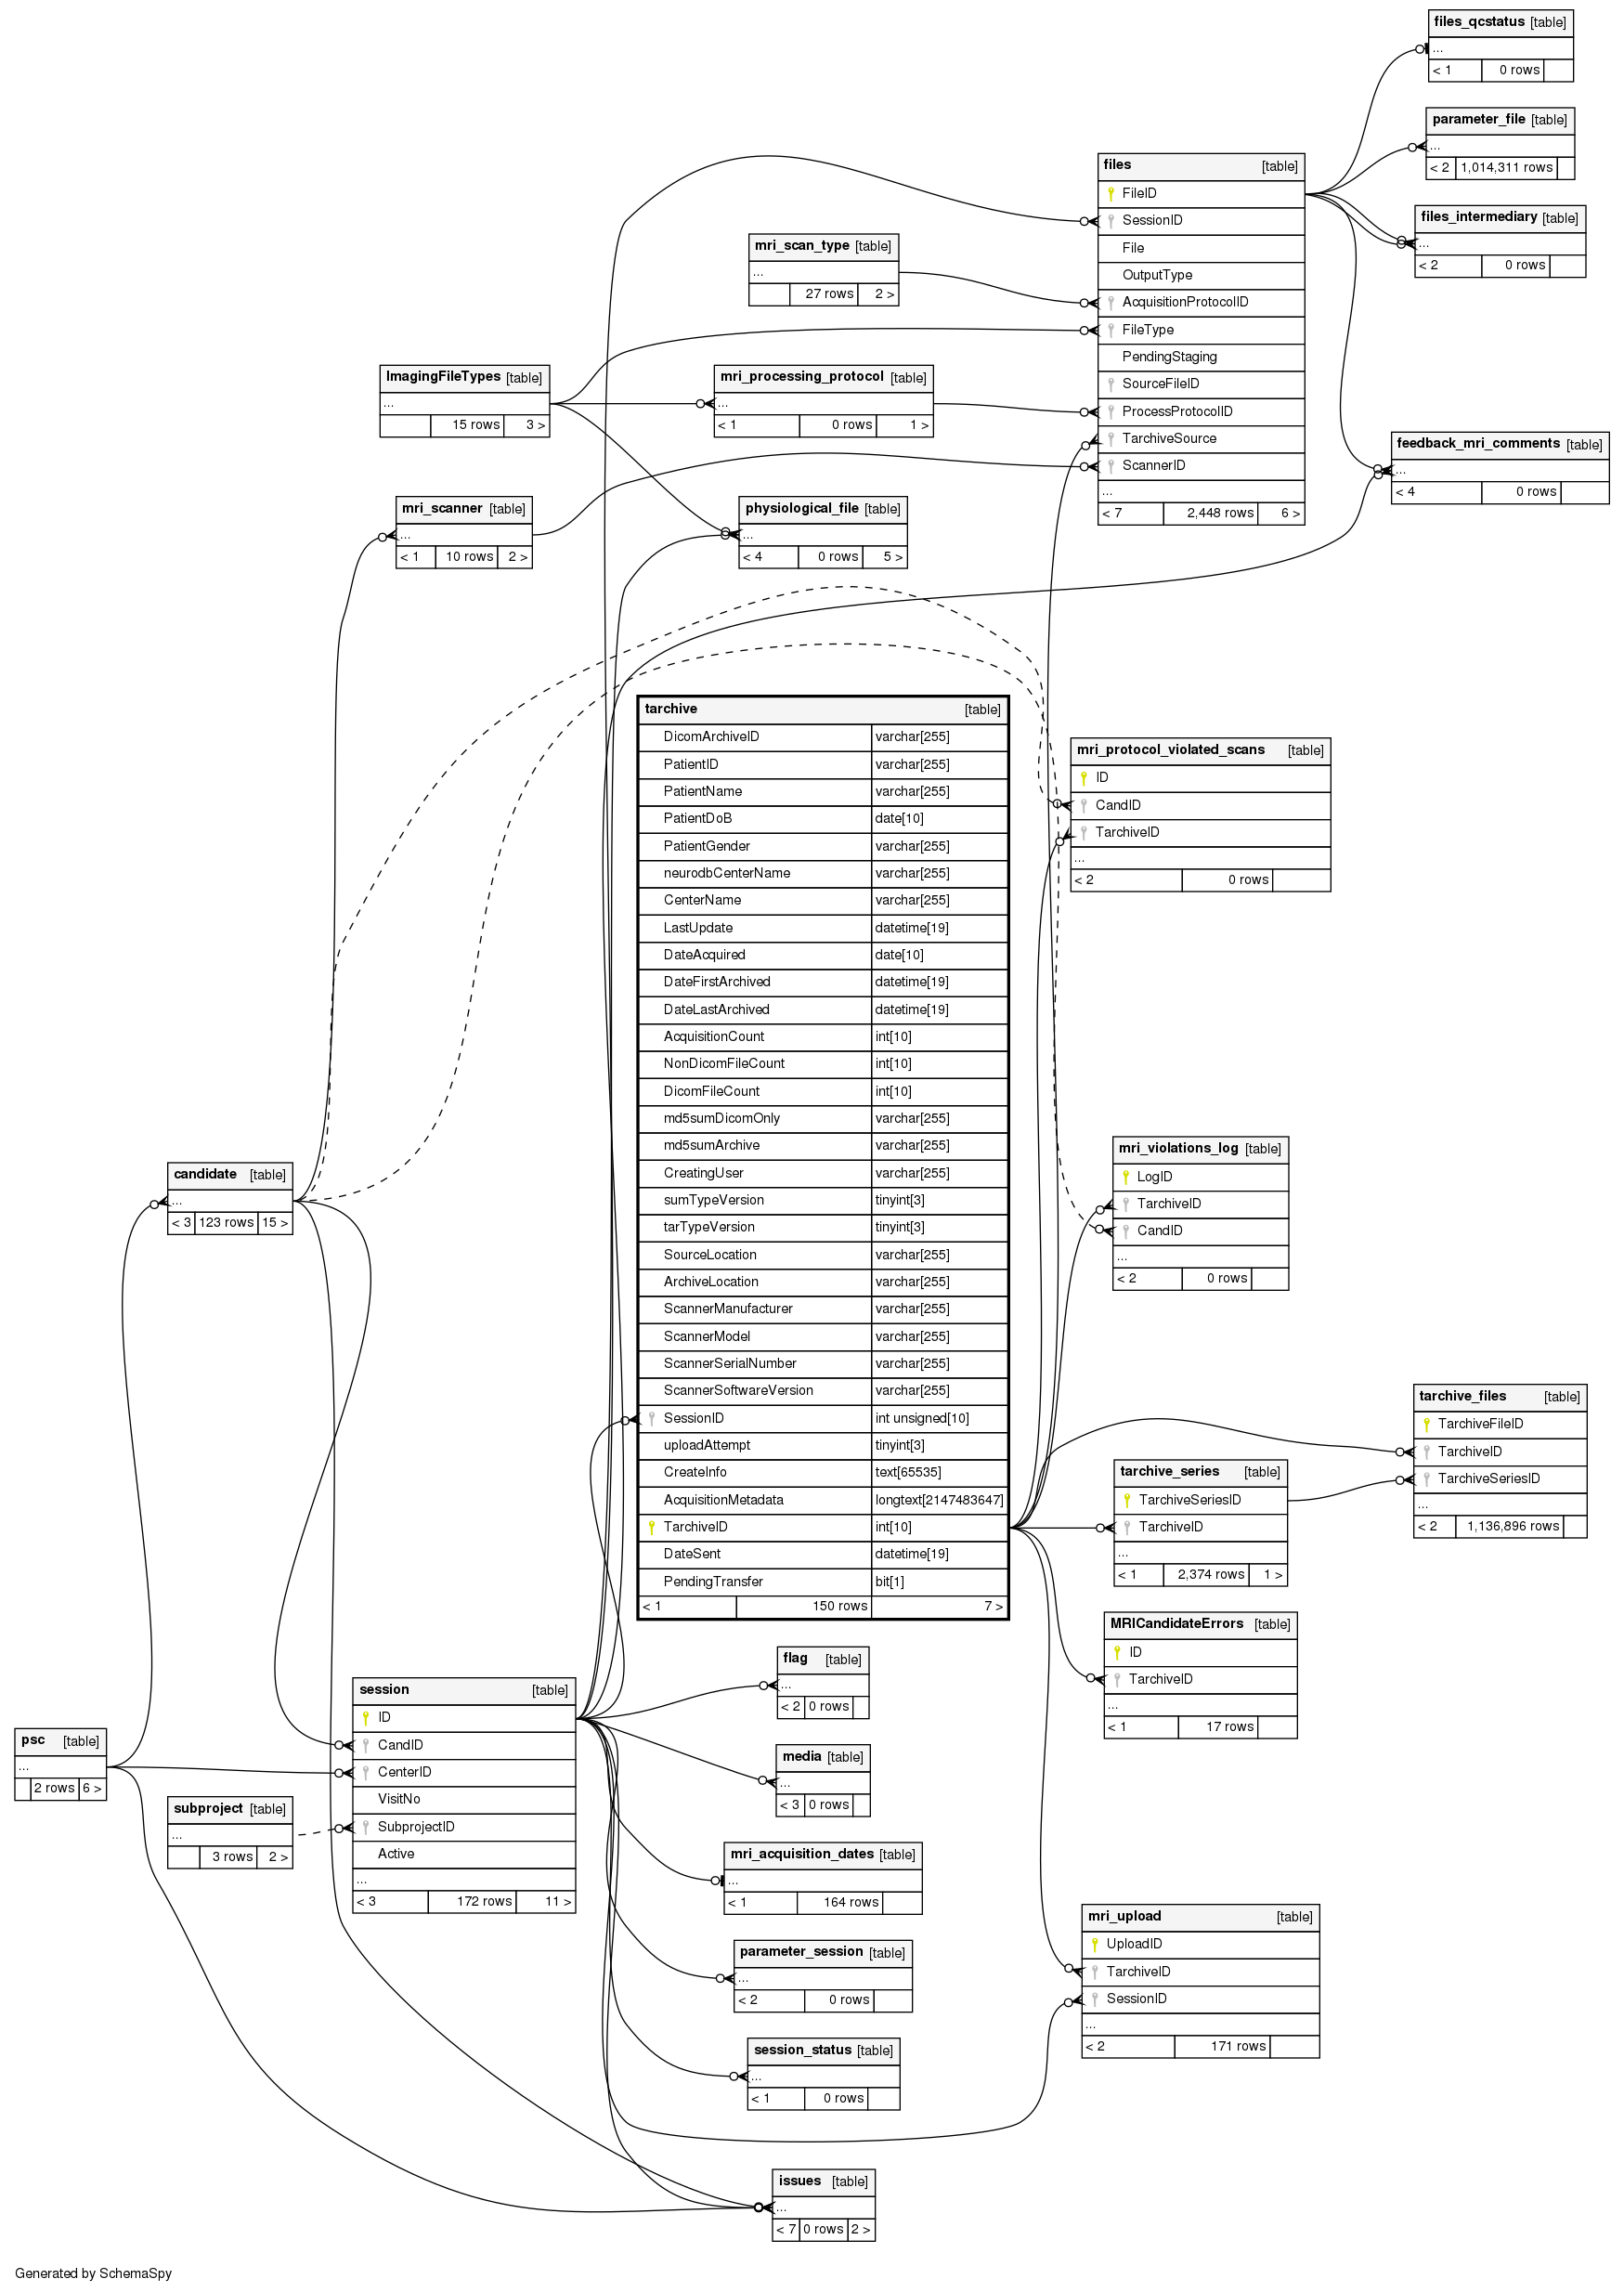 files_qcstatus [table]
...
< 1 0 rows
parameter_file [table]
...
< 2 1,014,311 rows
files_intermediary [table]
...
< 2 0 rows
files [table]
FileID
SessionID
File
OutputType
AcquisitionProtocolID
FileType
PendingStaging
SourceFileID
ProcessProtocolID
TarchiveSource
ScannerID
...
< 7 2,448 rows 6 >
mri_scan_type [table]
...
27 rows 2 >
ImagingFileTypes [table]
...
15 rows 3 >
mri_processing_protocol [table]
...
< 1 0 rows 1 >
feedback_mri_comments [table]
...
< 4 0 rows
mri_scanner [table]
...
< 1 10 rows 2 >
physiological_file [table]
...
< 4 0 rows 5 >
tarchive [table]
DicomArchiveID varchar[255]
PatientID varchar[255]
PatientName varchar[255]
PatientDoB date[10]
PatientGender varchar[255]
neurodbCenterName varchar[255]
CenterName varchar[255]
LastUpdate datetime[19]
DateAcquired date[10]
DateFirstArchived datetime[19]
DateLastArchived datetime[19]
AcquisitionCount int[10]
NonDicomFileCount int[10]
DicomFileCount int[10]
md5sumDicomOnly varchar[255]
md5sumArchive varchar[255]
CreatingUser varchar[255]
sumTypeVersion tinyint[3]
tarTypeVersion tinyint[3]
SourceLocation varchar[255]
ArchiveLocation varchar[255]
ScannerManufacturer varchar[255]
ScannerModel varchar[255]
ScannerSerialNumber varchar[255]
ScannerSoftwareVersion varchar[255]
SessionID int unsigned[10]
uploadAttempt tinyint[3]
CreateInfo text[65535]
AcquisitionMetadata longtext[2147483647]
TarchiveID int[10]
DateSent datetime[19]
PendingTransfer bit[1]
< 1 150 rows 7 >
mri_protocol_violated_scans [table]
ID
CandID
TarchiveID
...
< 2 0 rows
mri_violations_log [table]
LogID
TarchiveID
CandID
...
< 2 0 rows
candidate [table]
...
< 3 123 rows 15 >
tarchive_files [table]
TarchiveFileID
TarchiveID
TarchiveSeriesID
...
< 2 1,136,896 rows
tarchive_series [table]
TarchiveSeriesID
TarchiveID
...
< 1 2,374 rows 1 >
MRICandidateErrors [table]
ID
TarchiveID
...
< 1 17 rows
flag [table]
...
< 2 0 rows
session [table]
ID
CandID
CenterID
VisitNo
SubprojectID
Active
...
< 3 172 rows 11 >
psc [table]
...
2 rows 6 >
media [table]
...
< 3 0 rows
subproject [table]
...
3 rows 2 >
mri_acquisition_dates [table]
...
< 1 164 rows
mri_upload [table]
UploadID
TarchiveID
SessionID
...
< 2 171 rows
parameter_session [table]
...
< 2 0 rows
session_status [table]
...
< 1 0 rows
issues [table]
...
< 7 0 rows 2 >
Generated by SchemaSpy